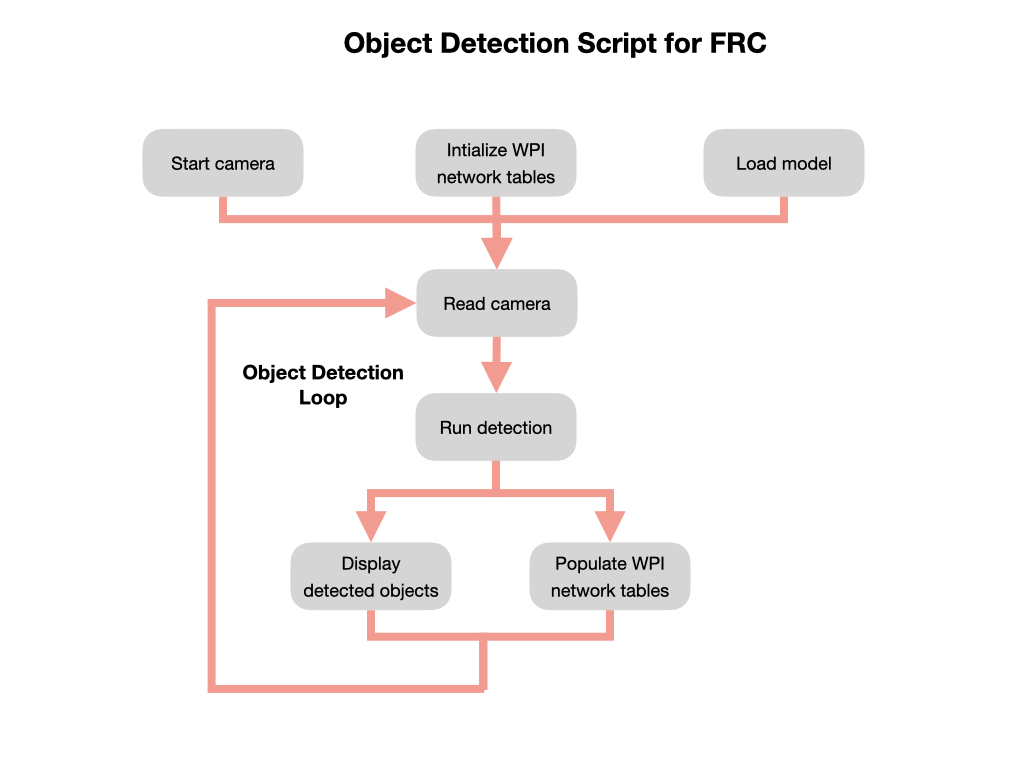 Object Detection Script for FRC
Start camera
Intialize WPI
network tables
Load model
Read camera
Object Detection
Loop
Run detection
Display
detected objects
Populate WPI
network tables